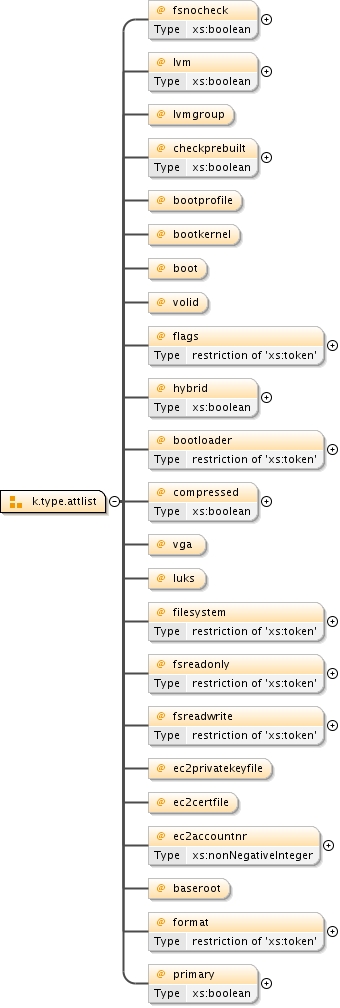 @ fsnocheck
Type xs:boolean
@ lvm
Type xs:boolean
@ lvmgroup
@ checkprebuilt
Type xs:boolean
@ bootprofile
@ bootkernel
@ boot
@ volid
@ flags
Type restriction of 'xs:token'
@ hybrid
Type xs:boolean
@ bootloader
Type restriction of 'xs:token'
k.type.attlist
@ compressed
Type xs:boolean
@ vga
@ luks
@ filesystem
Type restriction of 'xs:token'
@ fsreadonly
Type restriction of 'xs:token'
@ fsreadwrite
Type restriction of 'xs:token'
@ ec2privatekeyfile
@ ec2certfile
@ ec2accountnr
Type xs:nonNegativeInteger
@ baseroot
@ format
Type restriction of 'xs:token'
@ primary
Type xs:boolean